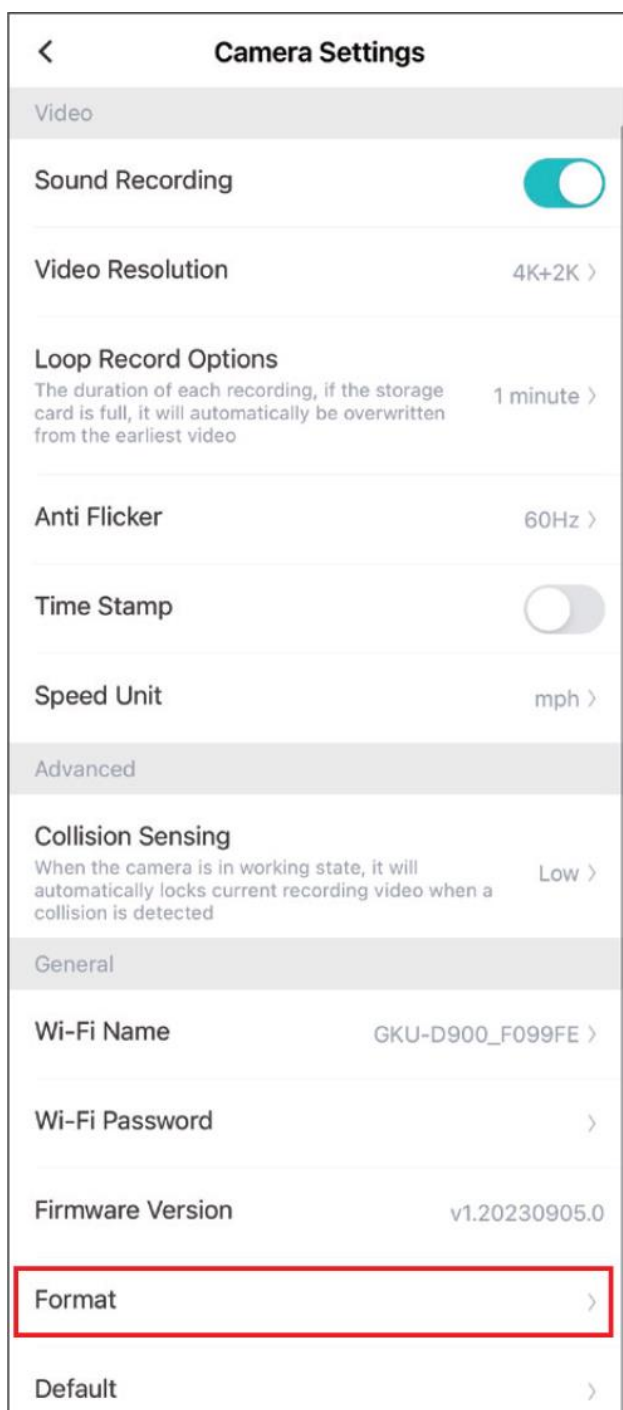 Camera Settings
Video
Sound Recording
Video Resolution
4K+2K
Loop Record Options
The duration of each recording, if the storage
card is full, it will automatically be overwritten
from the earliest video
1 minute
Anti Flicker
60Hz
Time Stamp
Speed Unit
mph
Advanced
Collision Sensing
When the camera is in working state, it will
automatically locks current recording video when a
collision is detected
Low
General
Wi-Fi Name
GKU-D900_F099FE
Wi-Fi Password
Firmware Version
v1.20230905.0
Format
Default